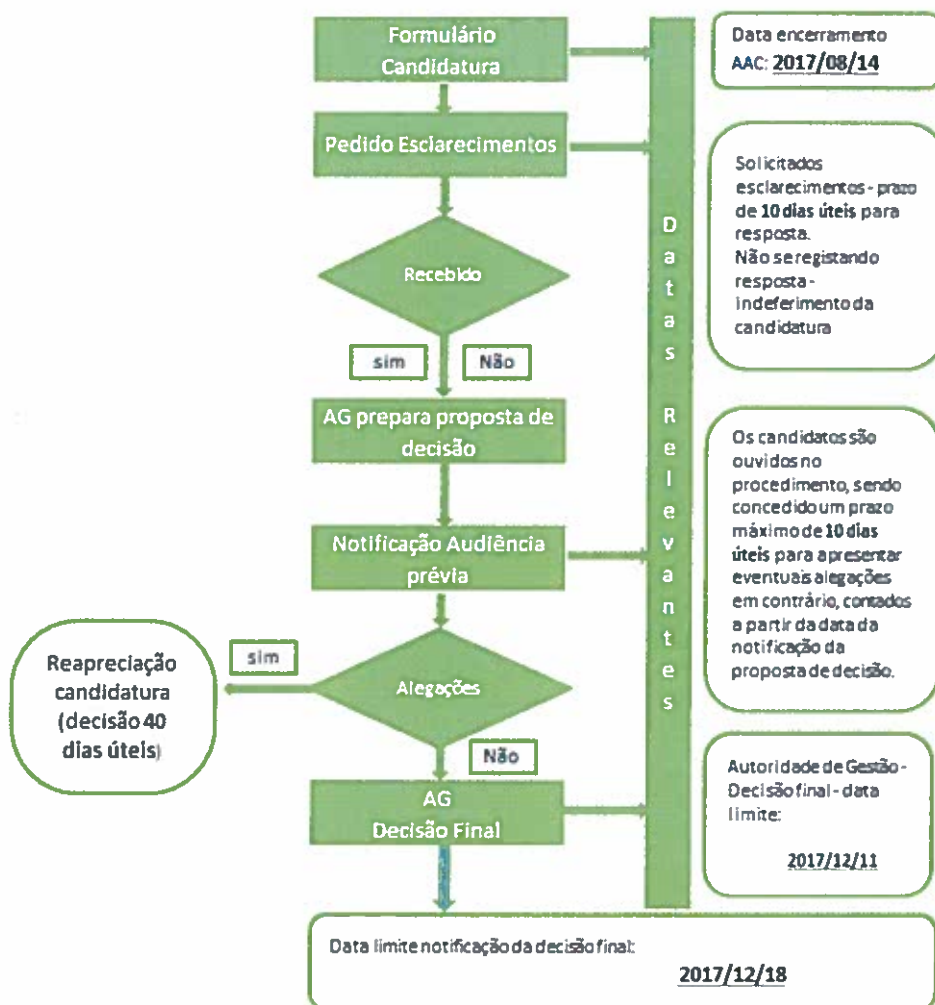 Formulário
Candidatura
Data encerramento
AAC: 2017/08/14
Pedido Esclarecimentos
Solicitados
esclarecimentos - prazo
de 10 dias úteis para
resposta.
Não se registando
resposta -
indeferimento da
candidatura
Datas Relevantes
Recebido
sim
Não
AG prepara proposta de
decisão
Os candidatos são
ouvidos no
procedimento, sendo
concedido um prazo
máximo de 10 dias
úteis para apresentar
eventuais alegações
em contrário, contados
a partir da data da
notificação da
proposta de decisão.
Notificação Audiência
prévia
sim
Reapreciação
candidatura
(decisão 40
dias úteis)
Alegações
Não
AG
Decisão Final
Autoridade de Gestão -
Decisão final - data
limite:
2017/12/11
Data limite notificação da decisão final:
2017/12/18